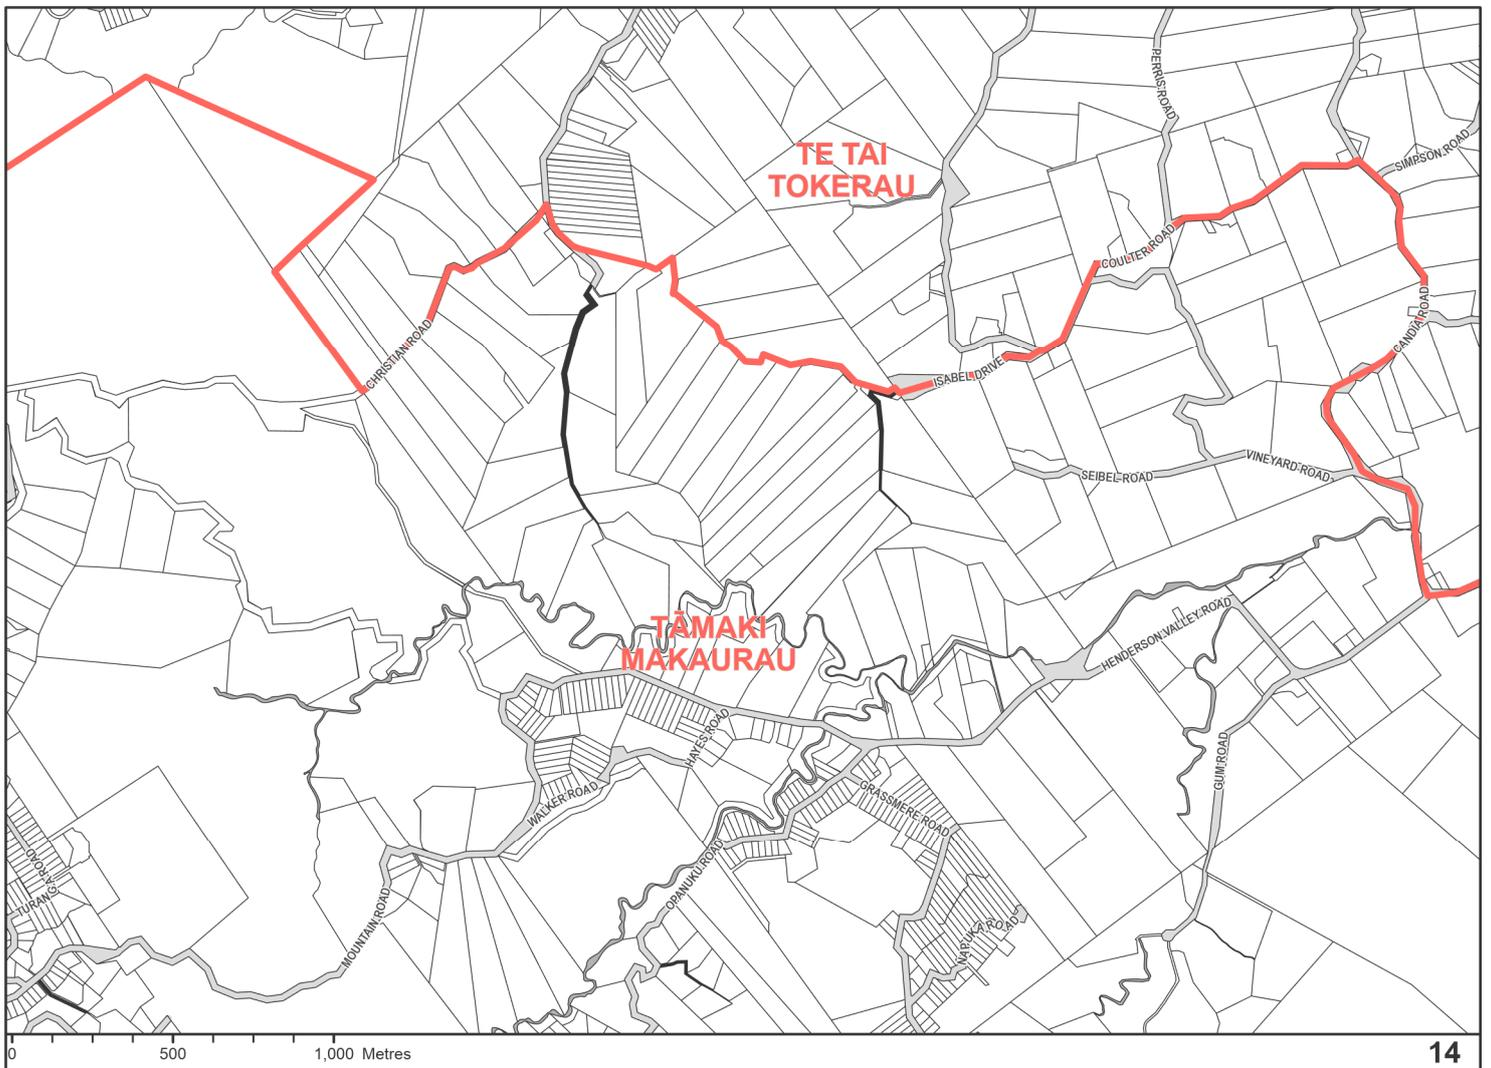 PERRIS ROAD
SIMPSON ROAD
TE TAI
TOKERAU
COULTER ROAD
CANDIA ROAD
CHRISTIAN ROAD
ISABEL DRIVE
SEIBEL ROAD
VINEYARD ROAD
TĀMAKI
MAKAURAU
HENDERSON VALLEY ROAD
HAYES ROAD
GUM ROAD
WALKER ROAD
GRASSMERE ROAD
TURANGA ROAD
OPANUKU ROAD
MOUNTAIN ROAD
NAPUKA ROAD
0 500 1,000 Metres
14